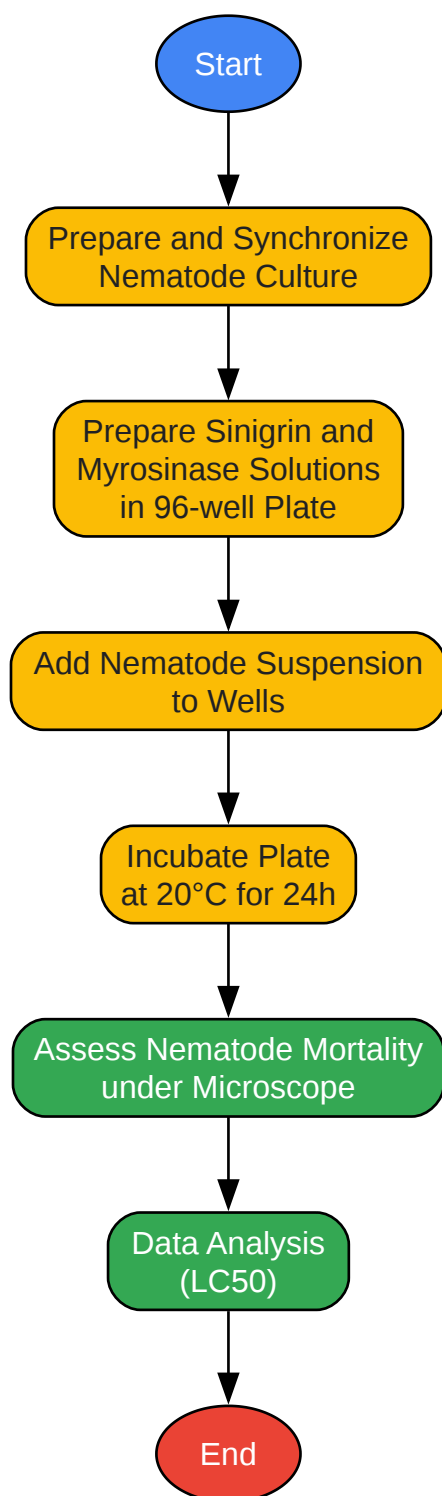 Start
Prepare and Synchronize
Nematode Culture
Prepare Sinigrin and
Myrosinase Solutions
in 96-well Plate
Add Nematode Suspension
to Wells
Incubate Plate
at 20°C for 24h
Assess Nematode Mortality
under Microscope
Data Analysis
(LC50)
End